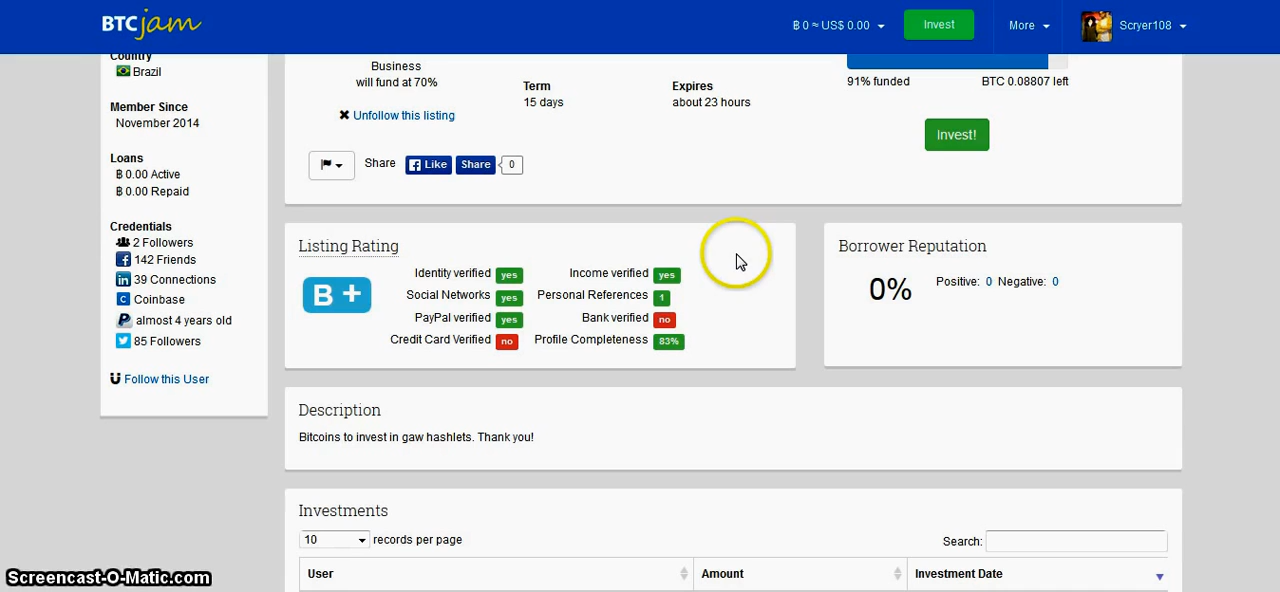 BTCjam
฿ 0 ≈ US$ 0.00
Invest
More
Scryer108
Country
Brazil
Member Since
November 2014
Loans
฿ 0.00 Active
฿ 0.00 Repaid
Credentials
2 Followers
142 Friends
39 Connections
Coinbase
almost 4 years old
85 Followers
Follow this User
Business
will fund at 70%
Term
15 days
Expires
about 23 hours
Unfollow this listing
91% funded
BTC 0.08807 left
Invest!
Share
Like
Share
0
Listing Rating
B +
Identity verified yes
Income verified yes
Social Networks yes
Personal References 1
PayPal verified yes
Bank verified no
Credit Card Verified no
Profile Completeness 83%
Borrower Reputation
0%
Positive: 0 Negative: 0
Description
Bitcoins to invest in gaw hashlets. Thank you!
Investments
10 records per page
Search:
User
Amount
Investment Date
Screencast-O-Matic.com